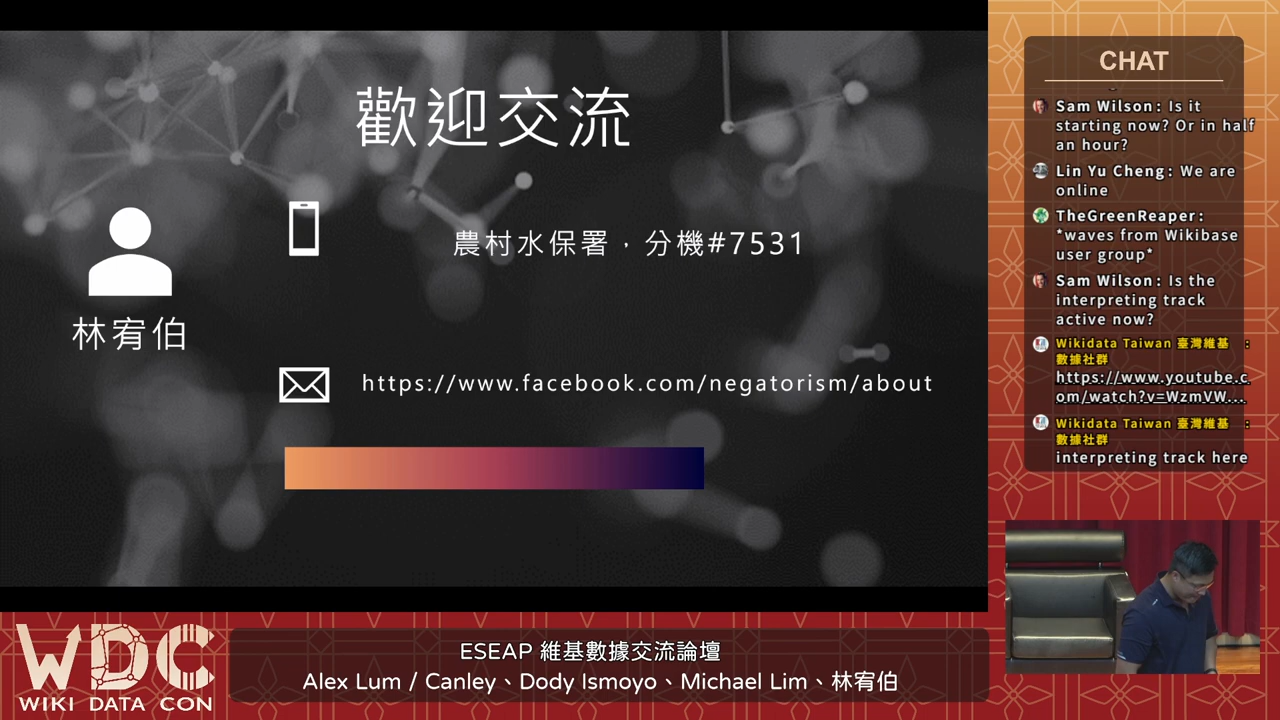 歡迎交流
農村水保署，分機#7531
林宥伯
https://www.facebook.com/negatorism/about
CHAT
Sam Wilson: Is it
starting now? Or in half
an hour?
Lin Yu Cheng: We are
online
TheGreenReaper:
*waves from Wikibase
user group*
Sam Wilson: Is the
interpreting track
active now?
Wikidata Taiwan 臺灣維基
數據社群:
https://www.youtube.c
om/watch?v=WzmVW...
Wikidata Taiwan 臺灣維基
數據社群:
interpreting track here
WDC
WIKI DATA CON
ESEAP 維基數據交流論壇
Alex Lum / Canley、Dody Ismoyo、Michael Lim、林宥伯